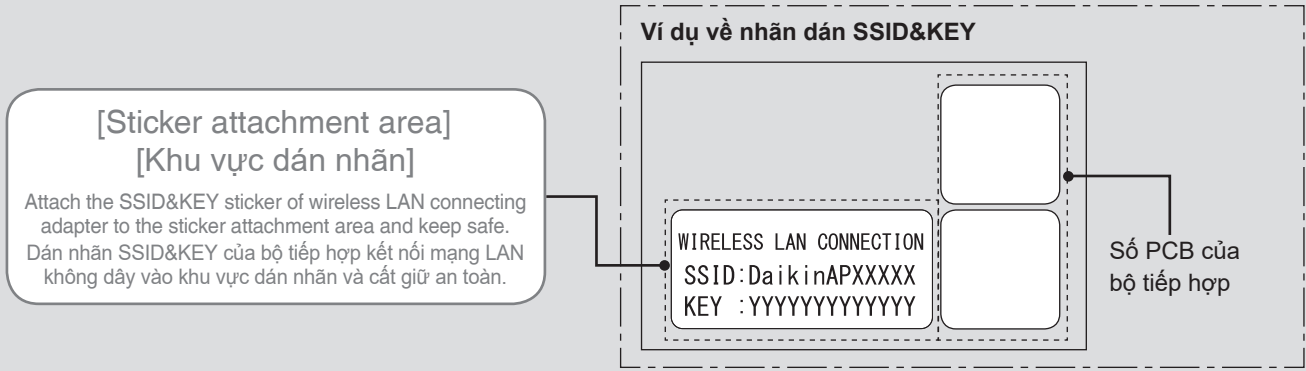 Ví dụ về nhãn dán SSID&KEY
[Sticker attachment area]
[Khu vực dán nhãn]
Attach the SSID&KEY sticker of wireless LAN connecting
adapter to the sticker attachment area and keep safe.
Dán nhãn SSID&KEY của bộ tiếp hợp kết nối mạng LAN
không dây vào khu vực dán nhãn và cất giữ an toàn.
WIRELESS LAN CONNECTION
SSID:DaikinAPXXXXX
KEY :YYYYYYYYYYYYYY
Số PCB của
bộ tiếp hợp